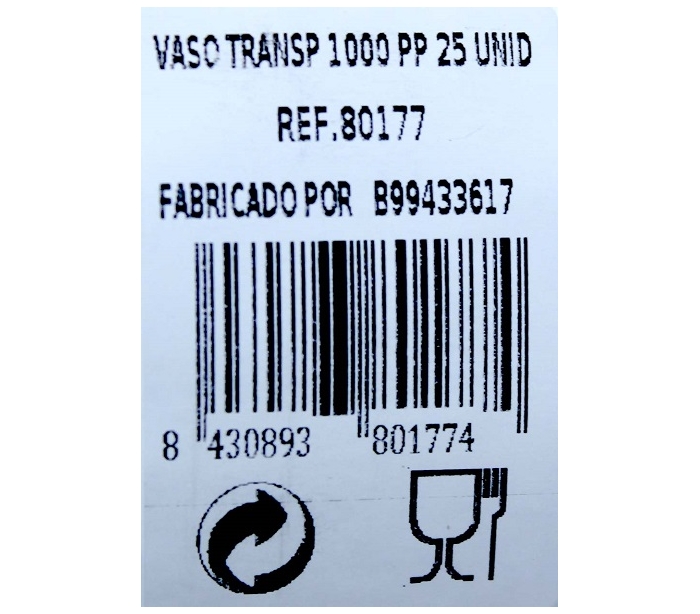 VASO TRANSP 1000 PP 25 UNID
REF.80177
FABRICADO POR B99433617
8 430893 801774